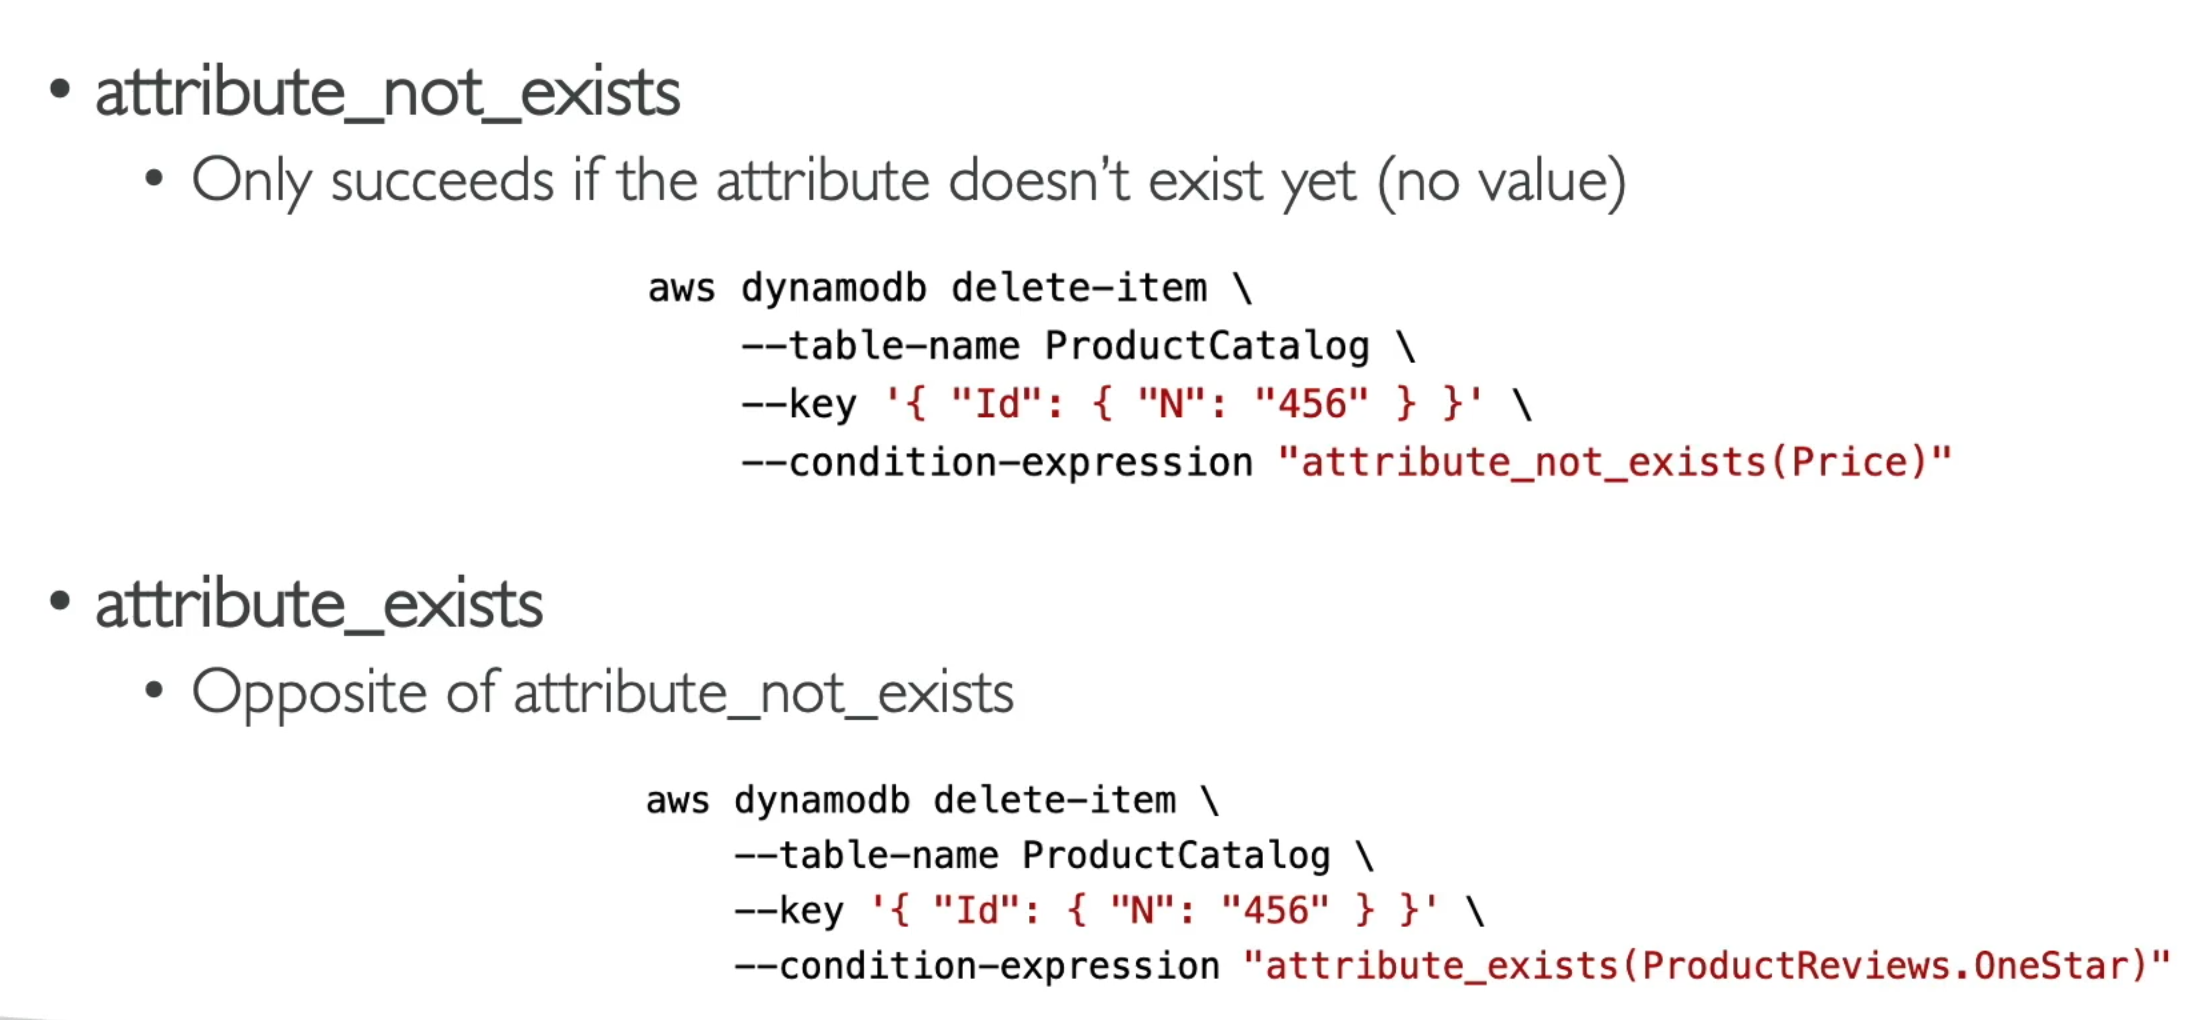 • attribute_not_exists
• Only succeeds if the attribute doesn’t exist yet (no value)
aws dynamodb delete-item \
--table-name ProductCatalog \
--key '{ "Id": { "N": "456" } }' \
--condition-expression "attribute_not_exists(Price)"
• attribute_exists
• Opposite of attribute_not_exists
aws dynamodb delete-item \
--table-name ProductCatalog \
--key '{ "Id": { "N": "456" } }' \
--condition-expression "attribute_exists(ProductReviews.OneStar)"